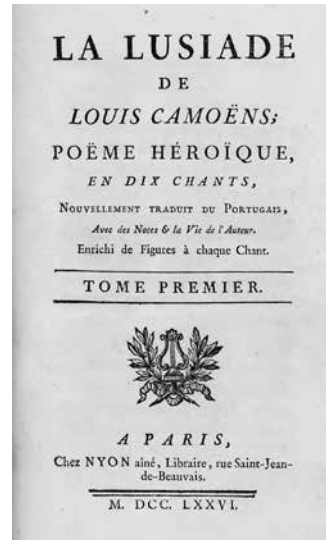 LA LUSIADE
DE
LOUIS CAMOËNS;
POËME HÉROÏQUE,
EN DIX CHANTS,
Nouvellement traduit du Portugais,
Avec des Notes & la Vie de l'Auteur.
Enrichi de Figures à chaque Chant.
TOME PREMIER.
A PARIS,
Chez NYON aîné, Libraire, rue Saint-Jean-
de-Beauvais.
M. DCC. LXXVI.